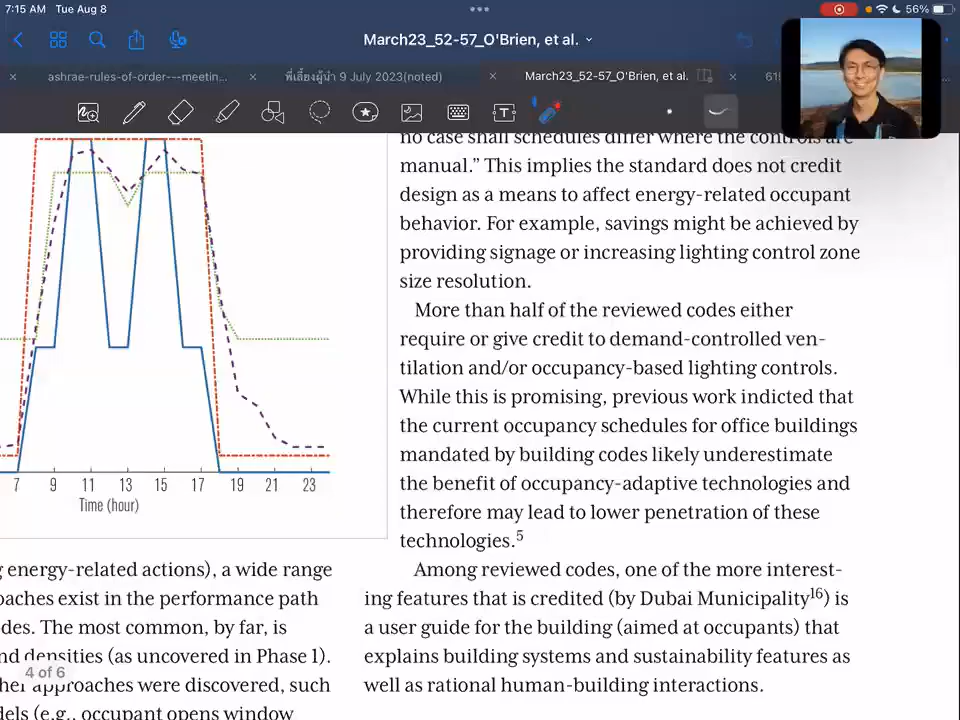 7:15 AM Tue Aug 8
56%
March23_52-57_O'Brien, et al.
ashrae-rules-of-order---meetin...
พี่เลี้ยงผู้นำ 9 July 2023(noted)
March23_52-57_O'Brien, et al.
61!
no case shall schedules differ where the controls are
manual.” This implies the standard does not credit
design as a means to affect energy-related occupant
behavior. For example, savings might be achieved by
providing signage or increasing lighting control zone
size resolution.
More than half of the reviewed codes either
require or give credit to demand-controlled ven-
tilation and/or occupancy-based lighting controls.
While this is promising, previous work indicted that
the current occupancy schedules for office buildings
mandated by building codes likely underestimate
the benefit of occupancy-adaptive technologies and
therefore may lead to lower penetration of these
technologies.5
7 9 11 13 15 17 19 21 23
Time (hour)
g energy-related actions), a wide range
oaches exist in the performance path
des. The most common, by far, is
nd densities (as uncovered in Phase 1).
her approaches were discovered, such
dels (e.g., occupant opens window
4 of 6
Among reviewed codes, one of the more interest-
ing features that is credited (by Dubai Municipality16) is
a user guide for the building (aimed at occupants) that
explains building systems and sustainability features as
well as rational human-building interactions.